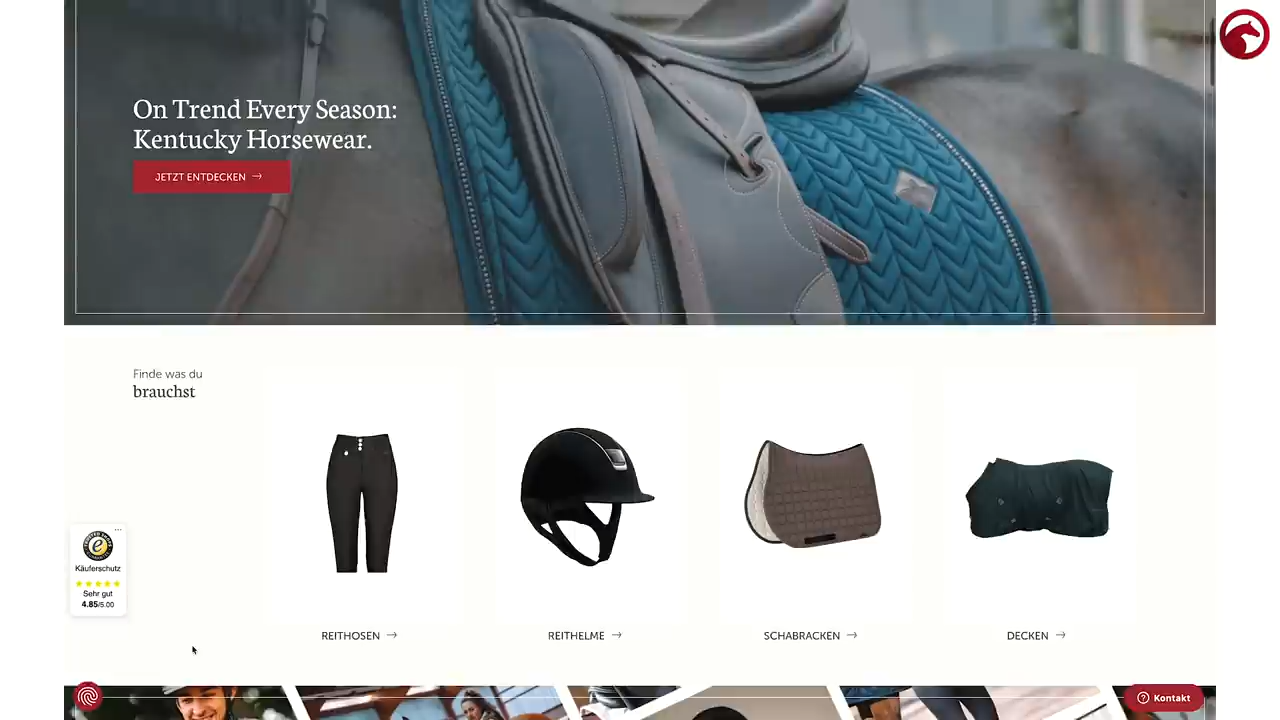 On Trend Every Season:
Kentucky Horsewear.
JETZT ENTDECKEN →
Finde was du
brauchst
Käuferschutz
Sehr gut
4.85/5.00
REITHOSEN →
REITHELME →
SCHABRACKEN →
DECKEN →
Kontakt